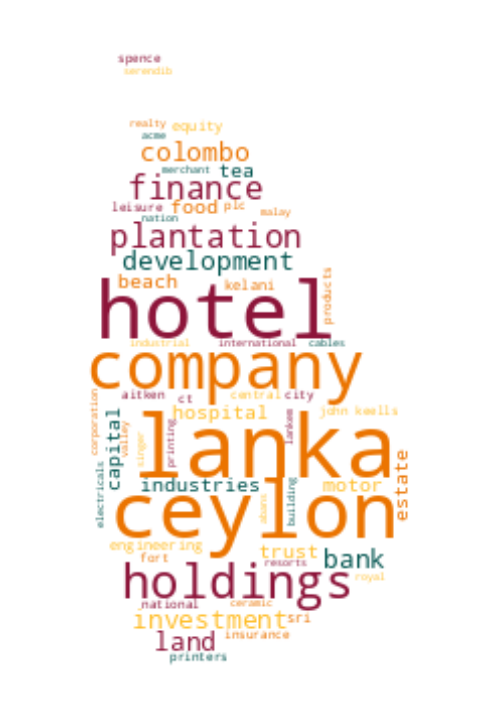 spence
serendib
realty equity
acme
colombo
merchant tea
finance
leisure food plc malay
nation
plantation
development
beach kelani
products
hotel
industrial international cables
company
aitken ct central city
corporation
hospital john keells
capital
valley
singer
printing
lankem
lanka
estate
electricals
industries motor
building
abans
ceylon
engineering
fort trust bank
resorts
holdings royal
national ceramic
investment sri
land insurance
printers